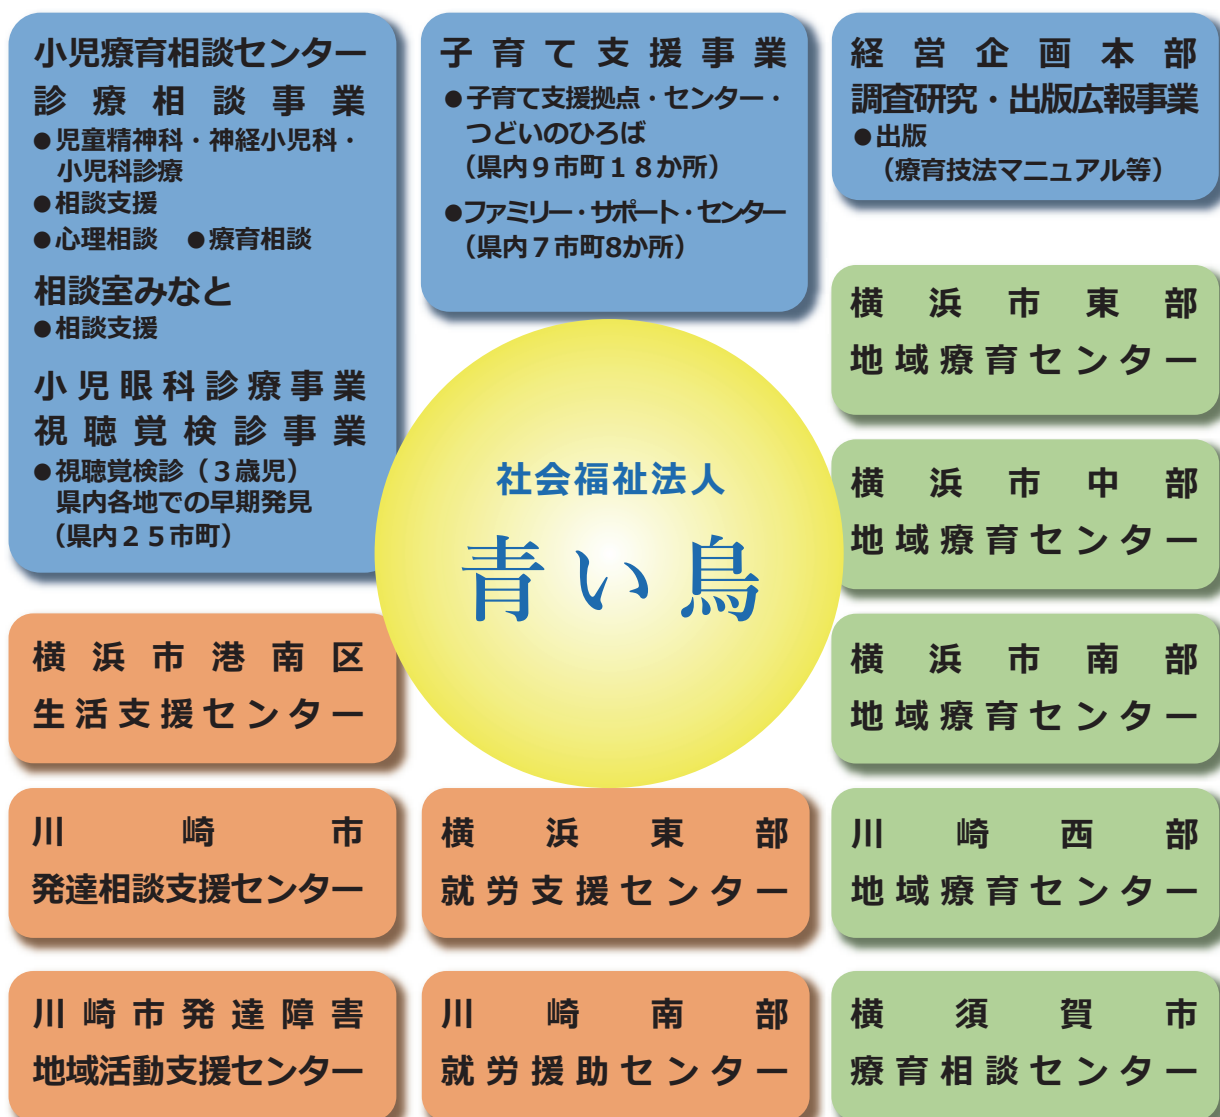 小児療育相談センター
診療相談事業
●児童精神科・神経小児科・
小児科診療
●相談支援
●心理相談　●療育相談
相談室みなと
●相談支援
小児眼科診療事業
視聴覚検診事業
●視聴覚検診（３歳児）
県内各地での早期発見
（県内２５市町）
子育て支援事業
●子育て支援拠点・センター・
つどいのひろば
（県内９市町１８か所）
●ファミリー・サポート・センター
（県内７市町8か所）
経営企画本部
調査研究・出版広報事業
●出版
（療育技法マニュアル等）
社会福祉法人
青い鳥
横浜市東部
地域療育センター
横浜市中部
地域療育センター
横浜市南部
地域療育センター
川崎西部
地域療育センター
横須賀市
療育相談センター
横浜市港南区
生活支援センター
川崎市
発達相談支援センター
横浜東部
就労支援センター
川崎市発達障害
地域活動支援センター
川崎南部
就労援助センター